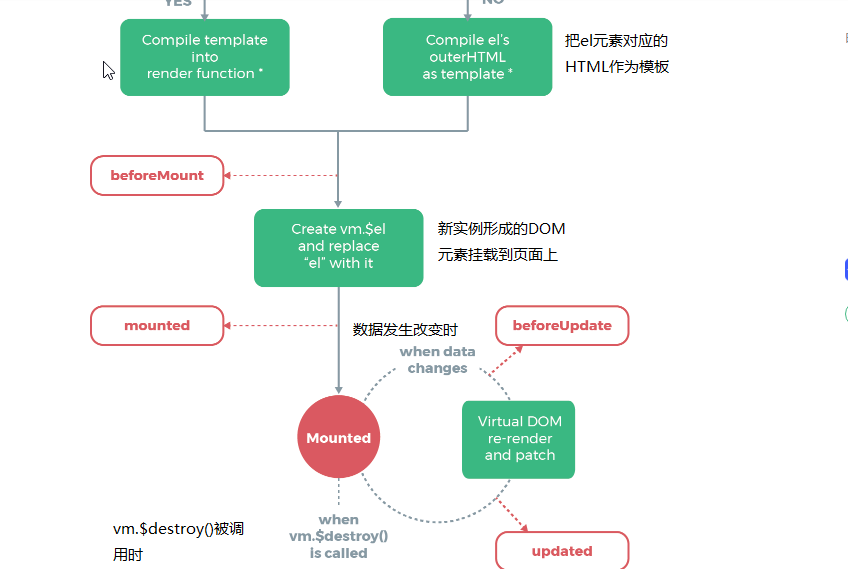 YES
NO
Compile template
into
render function *
Compile el's
outerHTML
as template *
把el元素对应的
HTML作为模板
beforeMount
Create vm.$el
and replace
“el” with it
新实例形成的DOM
元素挂载到页面上
mounted
数据发生改变时
beforeUpdate
when data
changes
Mounted
Virtual DOM
re-render
and patch
when
vm.$destroy()
is called
vm.$destroy()被调
用时
updated